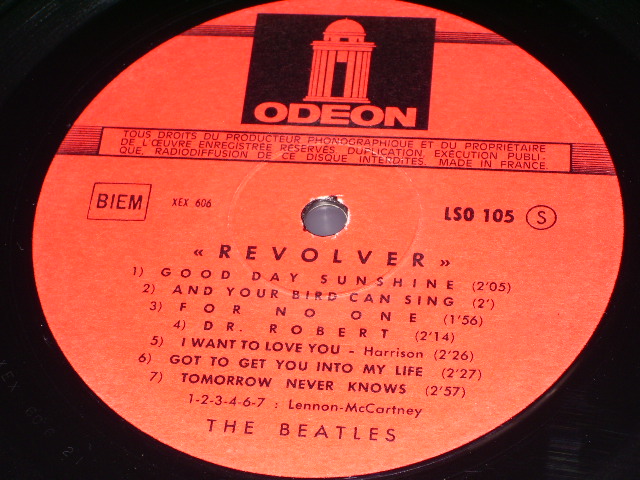 ODEON
TOUS DROITS DU PRODUCTEUR PHONOGRAPHIQUE ET DU PROPRIETAIRE
DE L'ŒUVRE ENREGISTREE RESERVES. DUPLICATION, EXECUTION PUBLI-
QUE, RADIODIFFUSION DE CE DISQUE INTERDITES. MADE IN FRANCE
BIEM XEX 606 LSO 105 S
« REVOLVER »
1) GOOD DAY SUNSHINE (2'05)
2) AND YOUR BIRD CAN SING (2')
3) FOR NO ONE (1'56)
4) DR. ROBERT (2'14)
5) I WANT TO LOVE YOU - Harrison (2'26)
6) GOT TO GET YOU INTO MY LIFE (2'27)
7) TOMORROW NEVER KNOWS (2'57)
1-2-3-4-6-7 : Lennon-McCartney
THE BEATLES